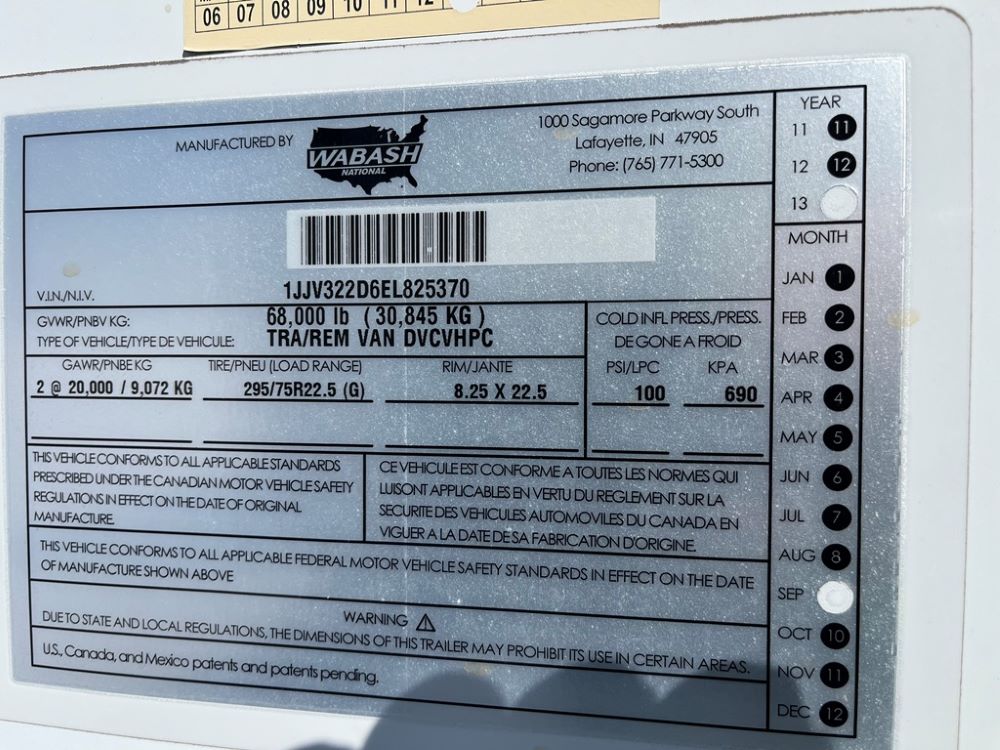 06 07 08 09 10 11 12
MANUFACTURED BY
WABASH
NATIONAL
1000 Sagamore Parkway South
Lafayette, IN 47905
Phone: (765) 771-5300
V.I.N./N.I.V.
1JJV322D6EL825370
GVWR/PNBV KG:
68,000 lb ( 30,845 KG )
TYPE OF VEHICLE/TYPE DE VEHICULE:
TRA/REM VAN DVCVHPC
COLD INFL PRESS./PRESS.
DE GONE A FROID
GAWR/PNBE KG
TIRE/PNEU (LOAD RANGE)
RIM/JANTE
PSI/LPC
KPA
2 @ 20,000 / 9,072 KG
295/75R22.5 (G)
8.25 X 22.5
100
690
THIS VEHICLE CONFORMS TO ALL APPLICABLE STANDARDS
PRESCRIBED UNDER THE CANADIAN MOTOR VEHICLE SAFETY
REGULATIONS IN EFFECT ON THE DATE OF ORIGINAL
MANUFACTURE.
CE VEHICULE EST CONFORME A TOUTES LES NORMES QUI
LUISONT APPLICABLES EN VERTU DU REGLEMENT SUR LA
SECURITE DES VEHICULES AUTOMOVILES DU CANADA EN
VIGUER A LA DATE DE SA FABRICATION D'ORIGINE.
THIS VEHICLE CONFORMS TO ALL APPLICABLE FEDERAL MOTOR VEHICLE SAFETY STANDARDS IN EFFECT ON THE DATE
OF MANUFACTURE SHOWN ABOVE
WARNING
DUE TO STATE AND LOCAL REGULATIONS, THE DIMENSIONS OF THIS TRAILER MAY PROHIBIT ITS USE IN CERTAIN AREAS.
U.S., Canada, and Mexico patents and patents pending.
YEAR
11 11
12 12
13
MONTH
JAN 1
FEB 2
MAR 3
APR 4
MAY 5
JUN 6
JUL 7
AUG 8
SEP
OCT 10
NOV 11
DEC 12